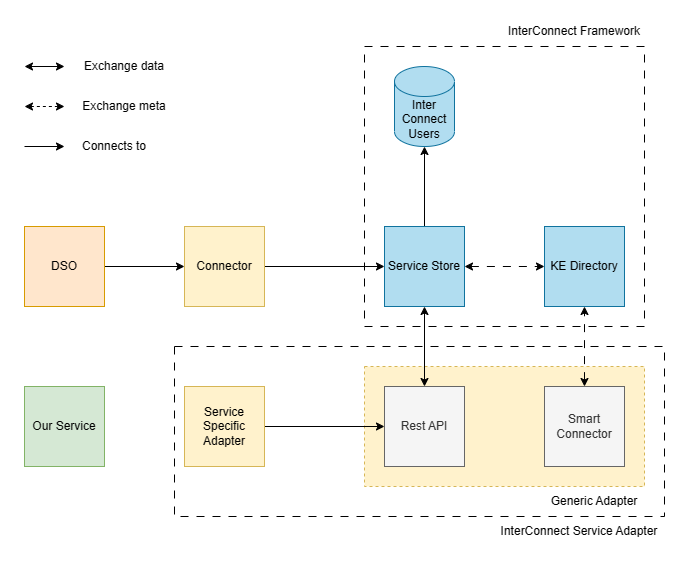 InterConnect Framework
Exchange data
Exchange meta
Connects to
Inter
Connect
Users
DSO
Connector
Service Store
KE Directory
Our Service
Service
Specific
Adapter
Rest API
Smart
Connector
Generic Adapter
InterConnect Service Adapter